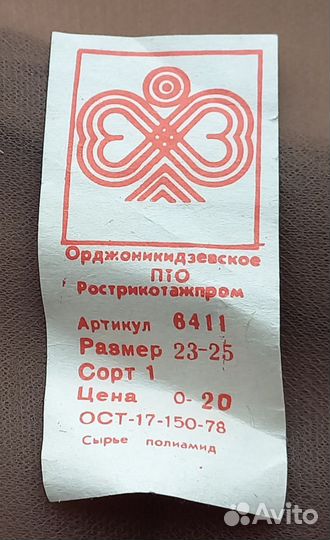 Орджоникидзевское
ПТО
Рострикотажпром
Артикул 6411
Размер 23-25
Сорт 1
Цена 0-20
ОСТ-17-150-78
Сырье полиамид
Avito